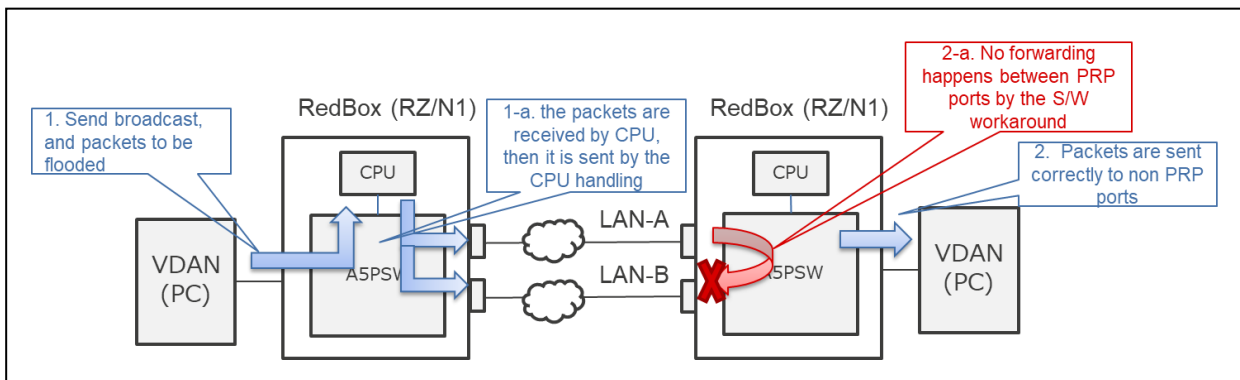 2-a. No forwarding
happens between PRP
ports by the S/W
workaround
RedBox (RZ/N1)
1-a. the packets are
received by CPU,
then it is sent by the
CPU handling
RedBox (RZ/N1)
1. Send broadcast,
and packets to be
flooded
2. Packets are sent
correctly to non PRP
ports
CPU
CPU
LAN-A
VDAN
(PC)
A5PSW
LAN-B
A5PSW
VDAN
(PC)